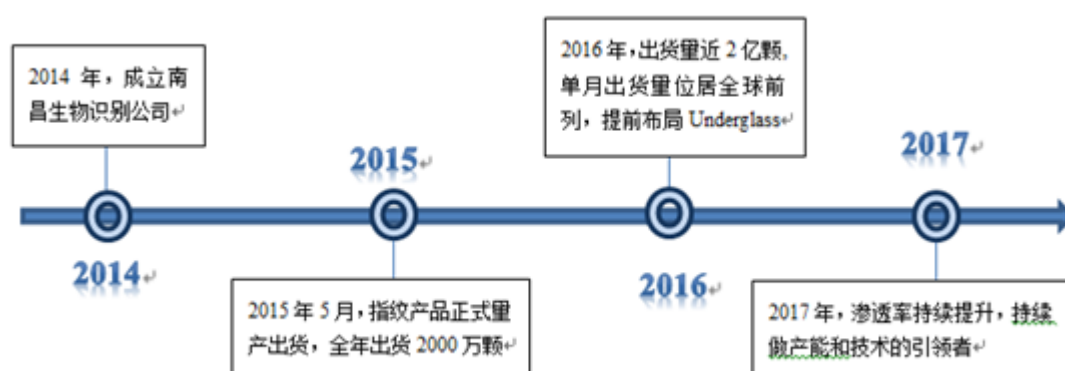 2014 年，成立南
昌生物识别公司
2014
2015
2015 年 5 月，指纹产品正式量
产出货，全年出货 2000 万颗
2016 年，出货量近 2 亿颗,
单月出货量位居全球前
列，提前布局 Underglass
2016
2017
2017 年，渗透率持续提升，持续
做产能和技术的引领者